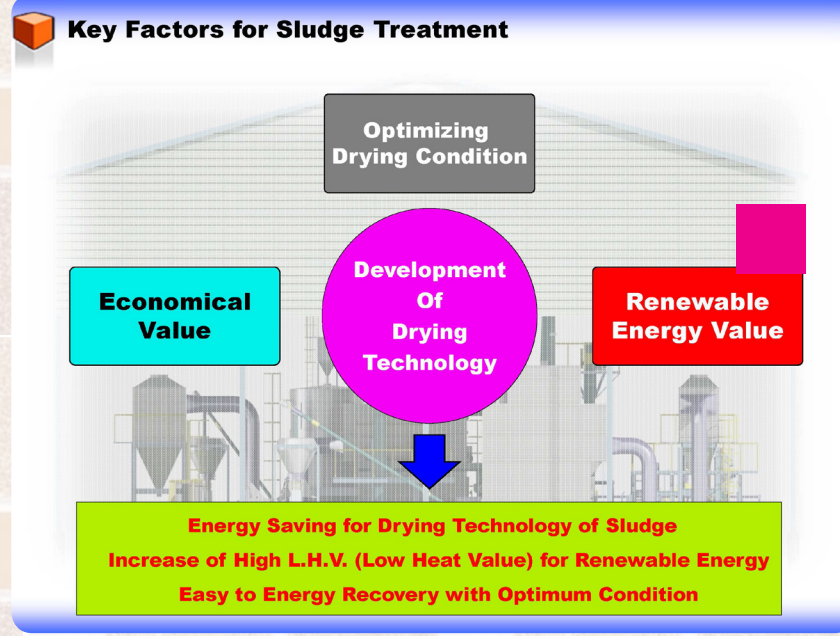 Key Factors for Sludge Treatment
Optimizing
Drying Condition
Development
Of
Drying
Technology
Economical
Value
Renewable
Energy Value
Energy Saving for Drying Technology of Sludge
Increase of High L.H.V. (Low Heat Value) for Renewable Energy
Easy to Energy Recovery with Optimum Condition